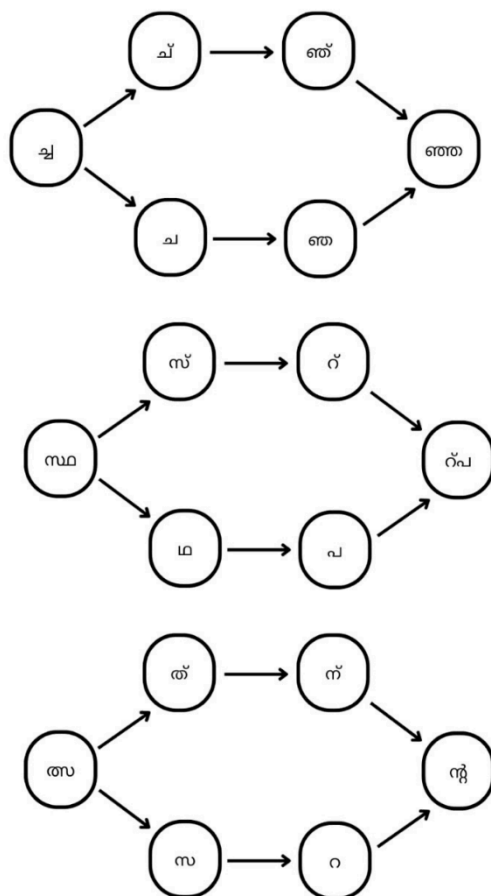 ച് ഞ്
ച്ച ഞ്ഞ
ച ഞ
സ് റ്
സ്ഥ റ്പ
ഥ പ
ത് ന്
ത്സ ന്റ
സ റ